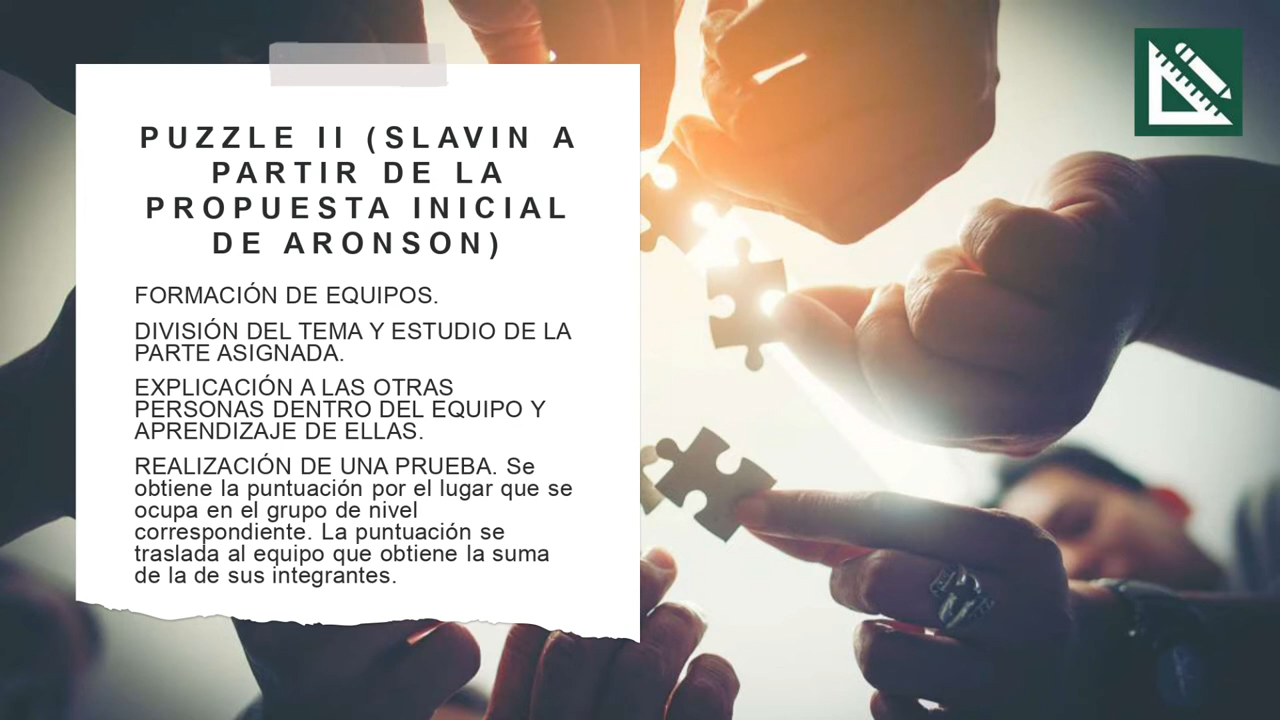 PUZZLE II (SLAVIN A
PARTIR DE LA
PROPUESTA INICIAL
DE ARONSON)
FORMACIÓN DE EQUIPOS.
DIVISIÓN DEL TEMA Y ESTUDIO DE LA
PARTE ASIGNADA.
EXPLICACIÓN A LAS OTRAS
PERSONAS DENTRO DEL EQUIPO Y
APRENDIZAJE DE ELLAS.
REALIZACIÓN DE UNA PRUEBA. Se
obtiene la puntuación por el lugar que se
ocupa en el grupo de nivel
correspondiente. La puntuación se
traslada al equipo que obtiene la suma
de la de sus integrantes.